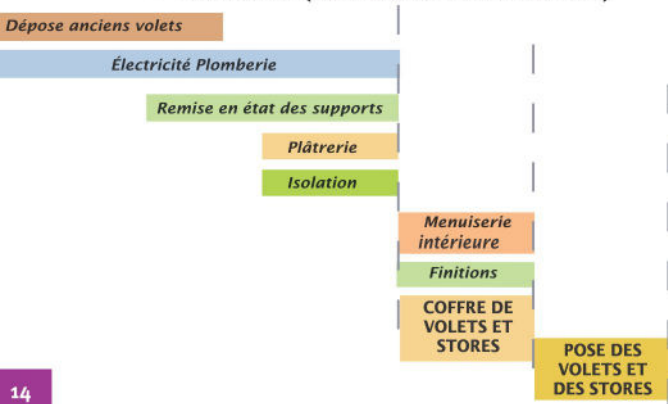 Dépose anciens volets
Électricité Plomberie
Remise en état des supports
Plâtrerie
Isolation
Menuiserie
intérieure
Finitions
COFFRE DE
VOLETS ET
STORES
POSE DES
VOLETS ET
DES STORES
14